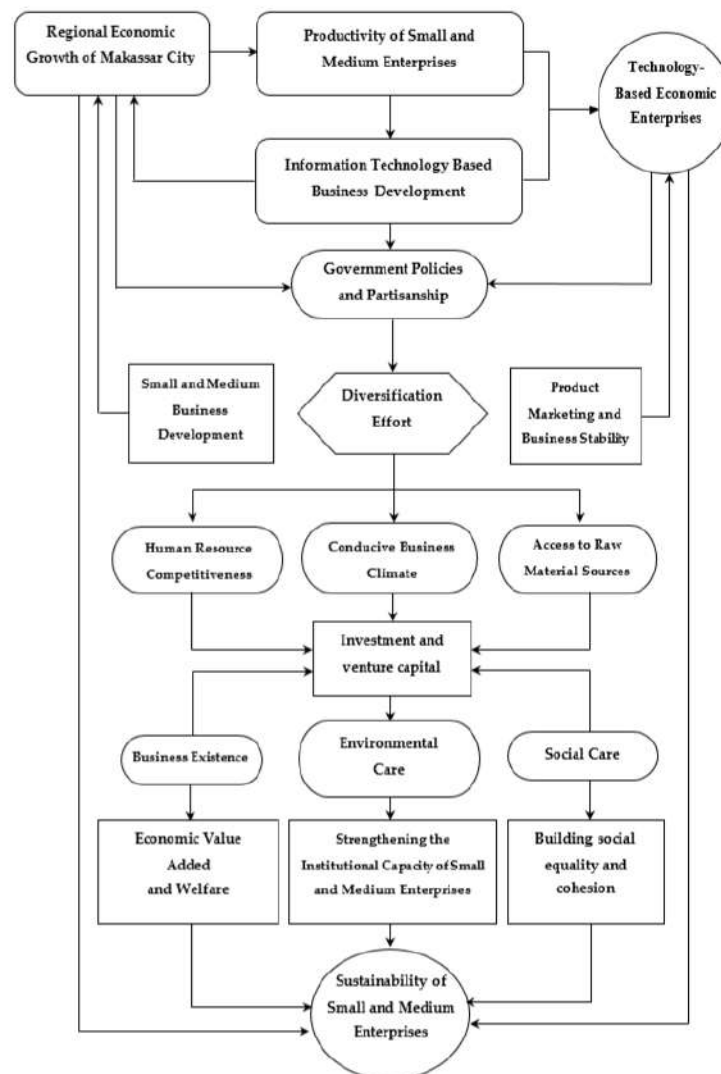 Regional Economic
Growth of Makassar City
Productivity of Small and
Medium Enterprises
Technology-
Based Economic
Enterprises
Information Technology Based
Business Development
Government Policies
and Partisanship
Small and Medium
Business
Development
Diversification
Effort
Product
Marketing and
Business Stability
Human Resource
Competitiveness
Conducive Business
Climate
Access to Raw
Material Sources
Investment and
venture capital
Business Existence
Environmental
Care
Social Care
Economic Value
Added
and Welfare
Strengthening the
Institutional Capacity of Small
and Medium Enterprises
Building social
equality and
cohesion
Sustainability of
Small and Medium
Enterprises